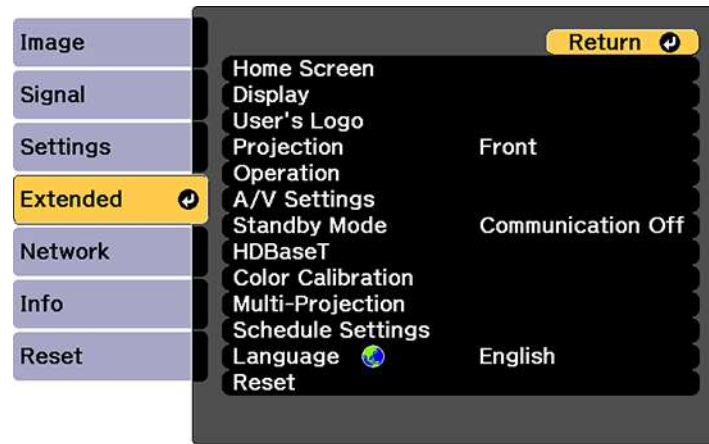 Image
Signal
Settings
Extended
Network
Info
Reset
Return
Home Screen
Display
User's Logo
Projection Front
Operation
A/V Settings
Standby Mode Communication Off
HDBaseT
Color Calibration
Multi-Projection
Schedule Settings
Language English
Reset